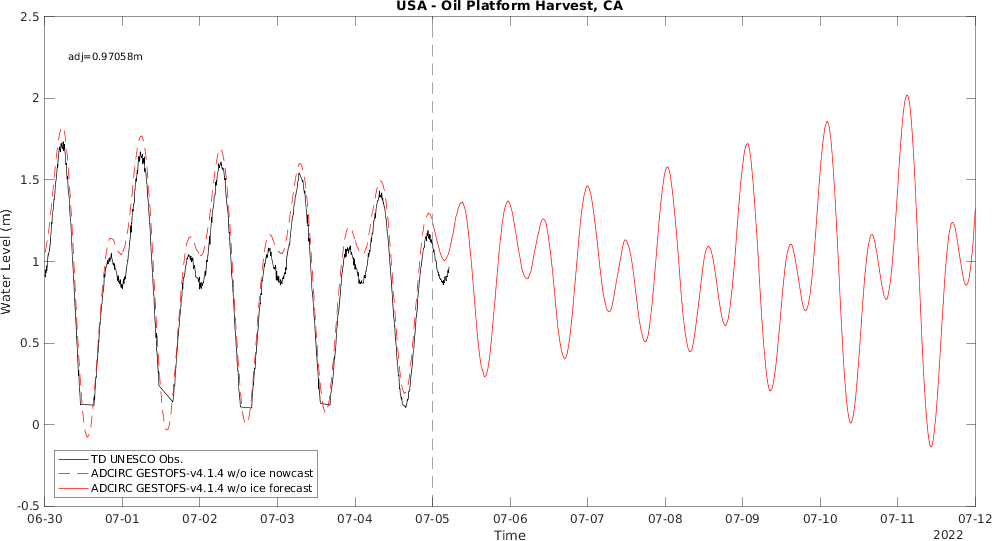 USA - Oil Platform Harvest, CA
adj=0.97058m
Water Level (m)
2.5
2
1.5
1
0.5
0
-0.5
TD UNESCO Obs.
ADCIRC GESTOFS-v4.1.4 w/o ice nowcast
ADCIRC GESTOFS-v4.1.4 w/o ice forecast
06-30 07-01 07-02 07-03 07-04 07-05 07-06 07-07 07-08 07-09 07-10 07-11 07-12
Time
2022